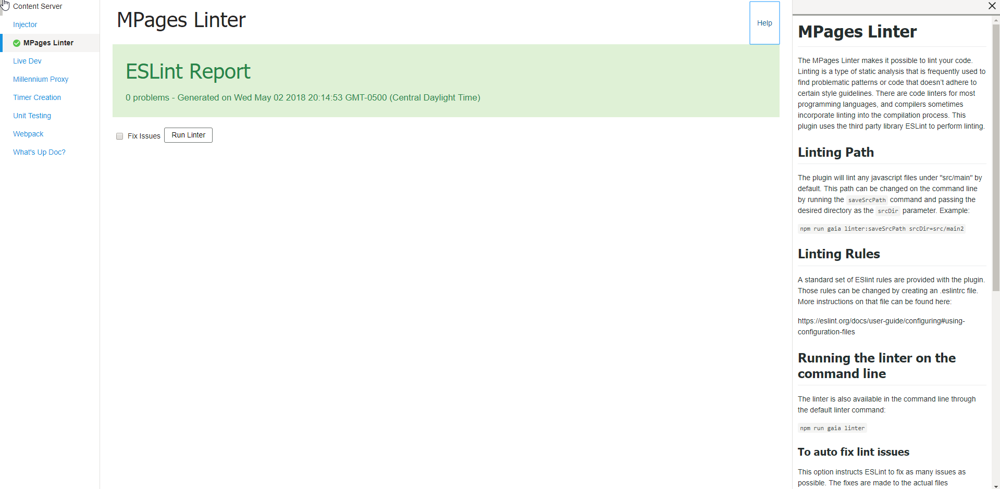 Content Server
Injector
MPages Linter
Live Dev
Millennium Proxy
Timer Creation
Unit Testing
Webpack
What's Up Doc?
MPages Linter
Help
ESLint Report
0 problems - Generated on Wed May 02 2018 20:14:53 GMT-0500 (Central Daylight Time)
Fix Issues
Run Linter
MPages Linter
The MPages Linter makes it possible to lint your code.
Linting is a type of static analysis that is frequently used to
find problematic patterns or code that doesn’t adhere to
certain style guidelines. There are code linters for most
programming languages, and compilers sometimes
incorporate linting into the compilation process. This
plugin uses the third party library ESLint to perform linting.
Linting Path
The plugin will lint any javascript files under "src/main" by
default. This path can be changed on the command line
by running the saveSrcPath command and passing the
desired directory as the srcDir parameter. Example:
npm run gaia linter:saveSrcPath srcDir=src/main2
Linting Rules
A standard set of ESlint rules are provided with the plugin.
Those rules can be changed by creating an .eslintrc file.
More instructions on that file can be found here:
https://eslint.org/docs/user-guide/configuring#using-
configuration-files
Running the linter on the
command line
The linter is also available in the command line through
the default linter command:
npm run gaia linter
To auto fix lint issues
This option instructs ESLint to fix as many issues as
possible. The fixes are made to the actual files